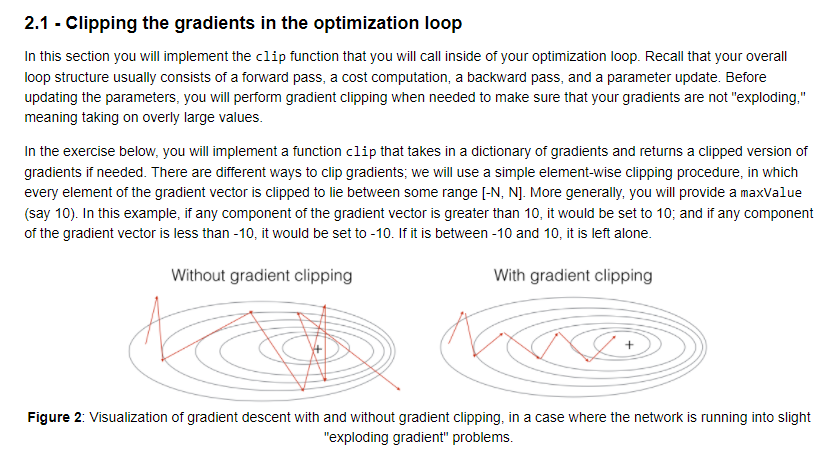 2.1 - Clipping the gradients in the optimization loop
In this section you will implement the clip function that you will call inside of your optimization loop. Recall that your overall
loop structure usually consists of a forward pass, a cost computation, a backward pass, and a parameter update. Before
updating the parameters, you will perform gradient clipping when needed to make sure that your gradients are not "exploding,"
meaning taking on overly large values.
In the exercise below, you will implement a function clip that takes in a dictionary of gradients and returns a clipped version of
gradients if needed. There are different ways to clip gradients; we will use a simple element-wise clipping procedure, in which
every element of the gradient vector is clipped to lie between some range [-N, N]. More generally, you will provide a maxValue
(say 10). In this example, if any component of the gradient vector is greater than 10, it would be set to 10; and if any component
of the gradient vector is less than -10, it would be set to -10. If it is between -10 and 10, it is left alone.
Without gradient clipping
With gradient clipping
Figure 2: Visualization of gradient descent with and without gradient clipping, in a case where the network is running into slight
"exploding gradient" problems.